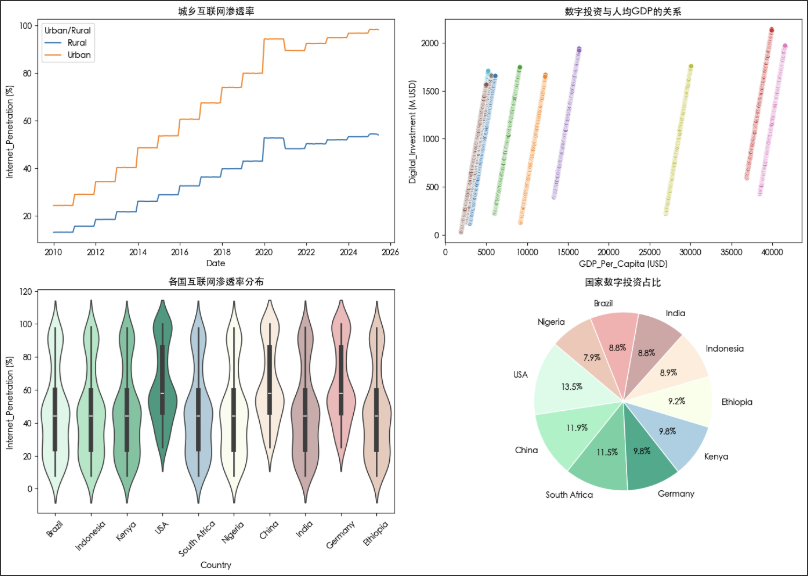 城乡互联网渗透率
Urban/Rural
Rural
Urban
Internet_Penetration (%)
100
80
60
40
20
2010
2012
2014
2016
2018
2020
2022
2024
2026
Date
数字投资与人均GDP的关系
Digital_Investment (M USD)
2000
1500
1000
500
0
0
5000
10000
15000
20000
25000
30000
35000
40000
GDP_Per_Capita (USD)
各国互联网渗透率分布
Internet_Penetration (%)
120
100
80
60
40
20
0
Brazil
Indonesia
Kenya
USA
South Africa
Nigeria
China
India
Germany
Ethiopia
Country
国家数字投资占比
Brazil
India
Nigeria
Indonesia
USA
Ethiopia
China
Kenya
South Africa
Germany
8.8%
8.8%
7.9%
8.9%
13.5%
9.2%
11.9%
9.8%
11.5%
9.8%